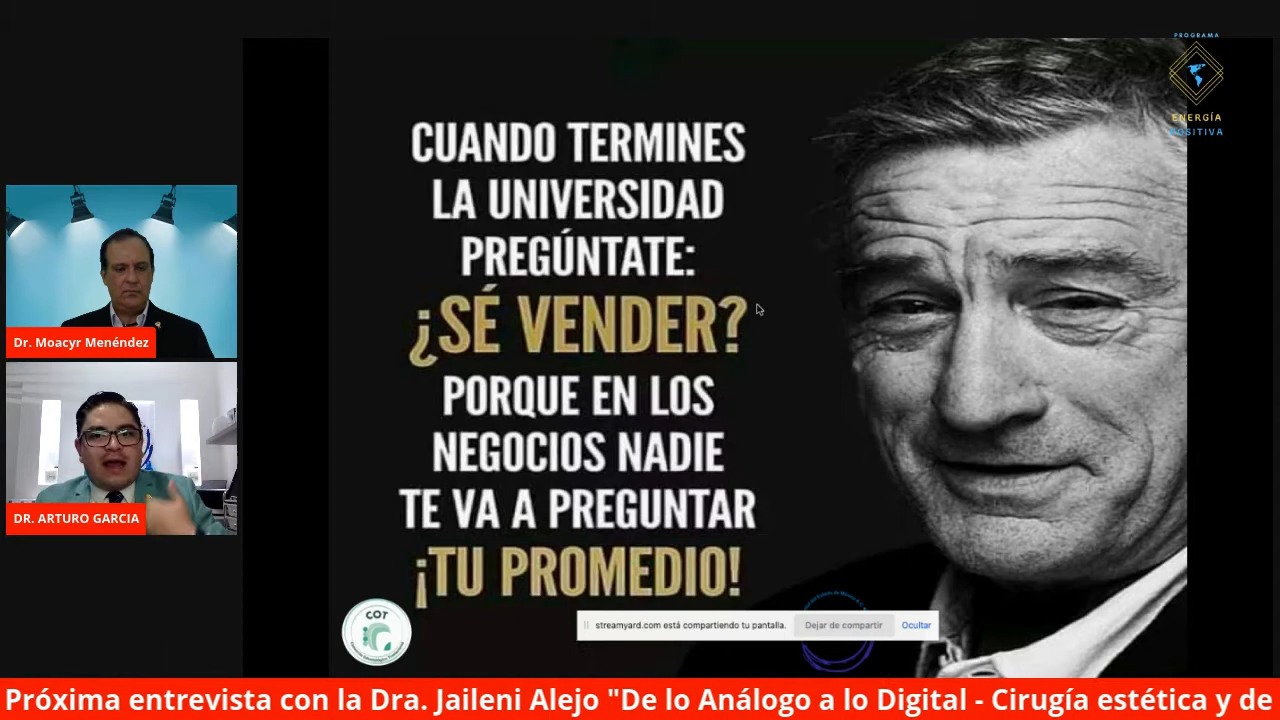 PROGRAMA
ENERGÍA
POSITIVA
CUANDO TERMINES
LA UNIVERSIDAD
PREGÚNTATE:
¿SÉ VENDER?
PORQUE EN LOS
NEGOCIOS NADIE
TE VA A PREGUNTAR
¡TU PROMEDIO!
Dr. Moacyr Menéndez
DR. ARTURO GARCIA
COT
streamyard.com está compartiendo tu pantalla. Dejar de compartir Ocultar
Próxima entrevista con la Dra. Jaileni Alejo "De lo Análogo a lo Digital - Cirugía estética y de